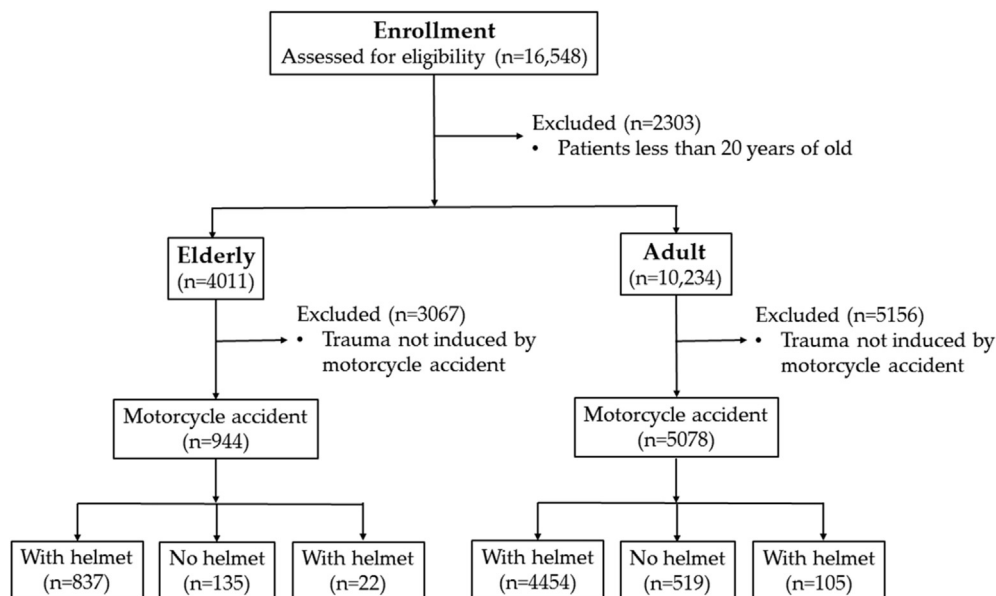 Enrollment
Assessed for eligibility (n=16,548)
Excluded (n=2303)
• Patients less than 20 years of old
Elderly
(n=4011)
Adult
(n=10,234)
Excluded (n=3067)
• Trauma not induced by
motorcycle accident
Excluded (n=5156)
• Trauma not induced by
motorcycle accident
Motorcycle accident
(n=944)
Motorcycle accident
(n=5078)
With helmet
(n=837)
No helmet
(n=135)
With helmet
(n=22)
With helmet
(n=4454)
No helmet
(n=519)
With helmet
(n=105)